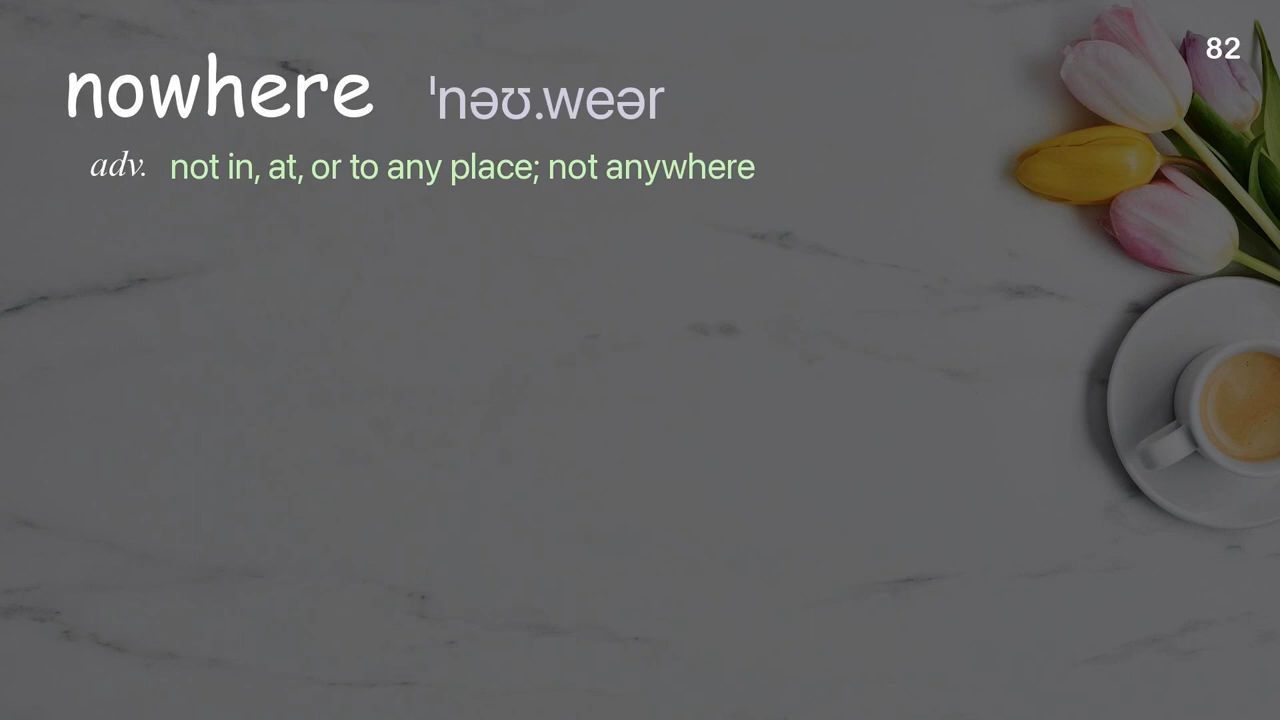 82
nowhere ˈnəʊ.weər
adv. not in, at, or to any place; not anywhere